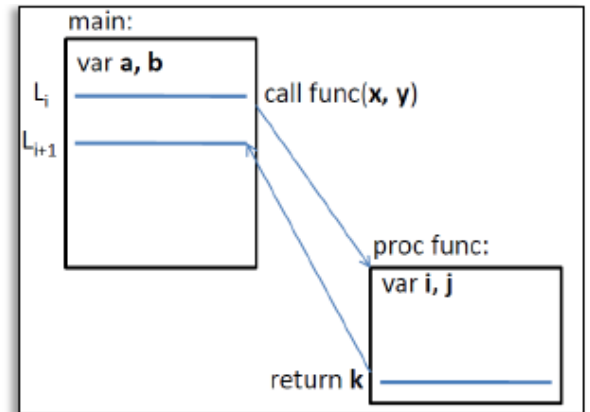 main:
var a, b
Lᵢ
call func(x, y)
Lᵢ₊₁
proc func:
var i, j
return k